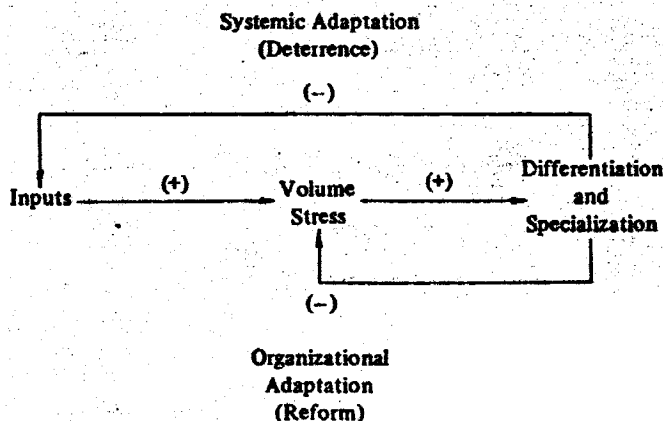 Systemic Adaptation
(Deterrence)
(−)
Inputs
(+)
Volume
Stress
(+)
Differentiation
and
Specialization
(−)
Organizational
Adaptation
(Reform)